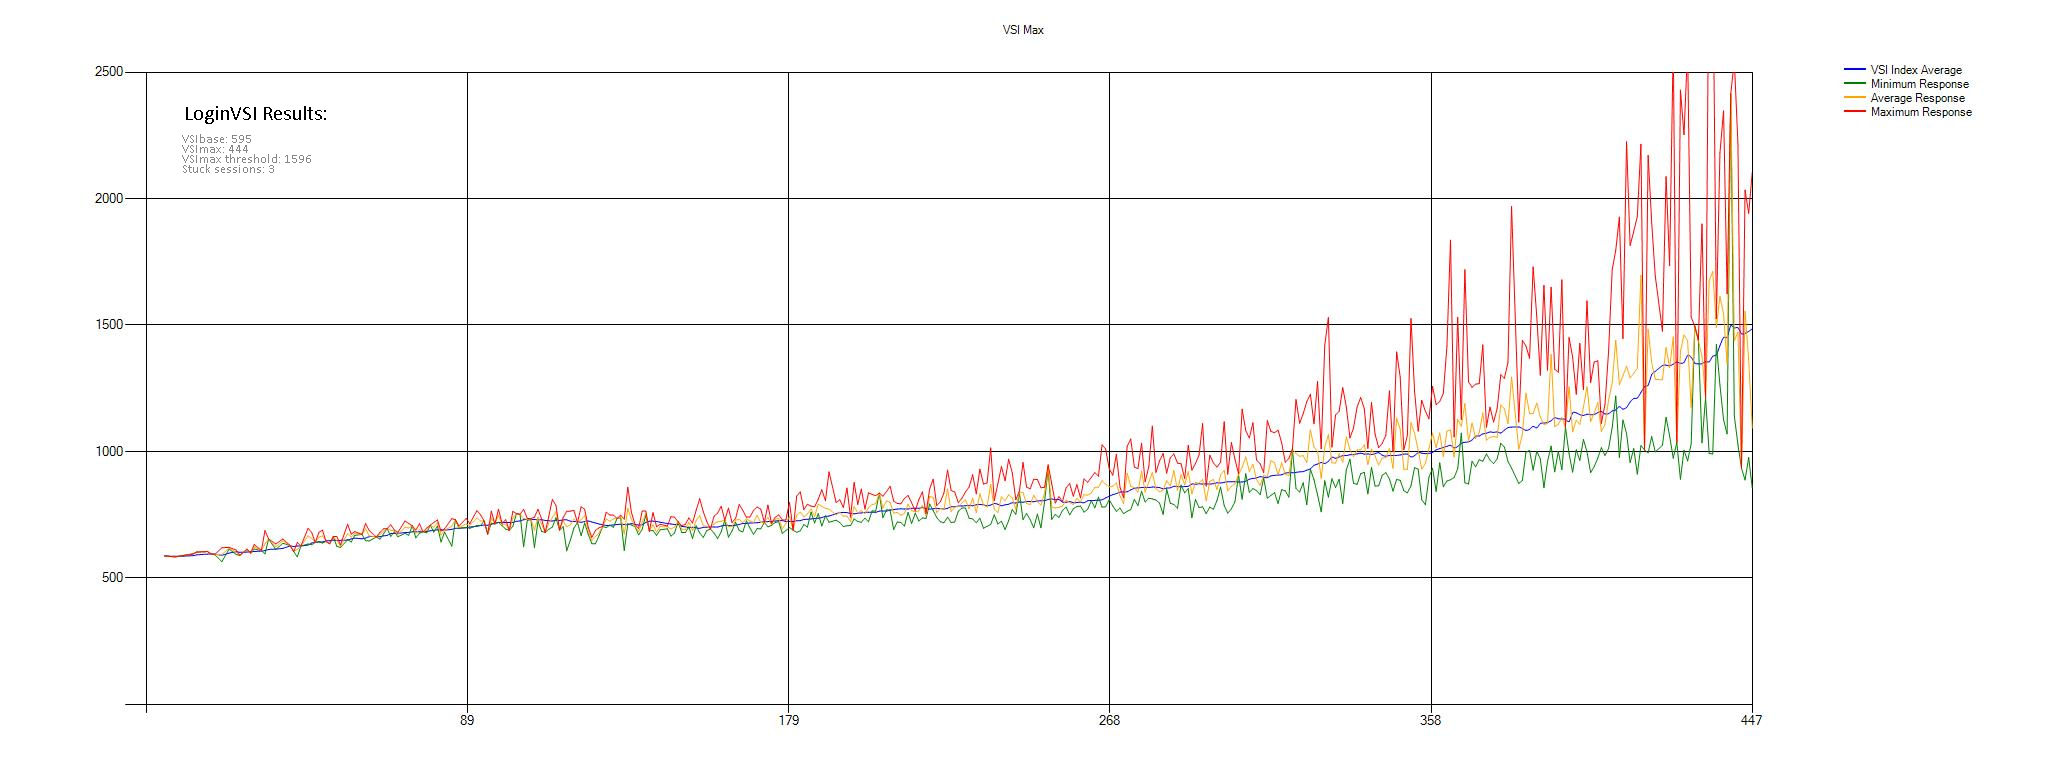 VSI Max
2500
2000
1500
1000
500
LoginVSI Results:
VSIbase: 595
VSImax: 444
VSImax threshold: 1596
Stuck sessions: 3
VSI Index Average
Minimum Response
Average Response
Maximum Response
89
179
268
358
447